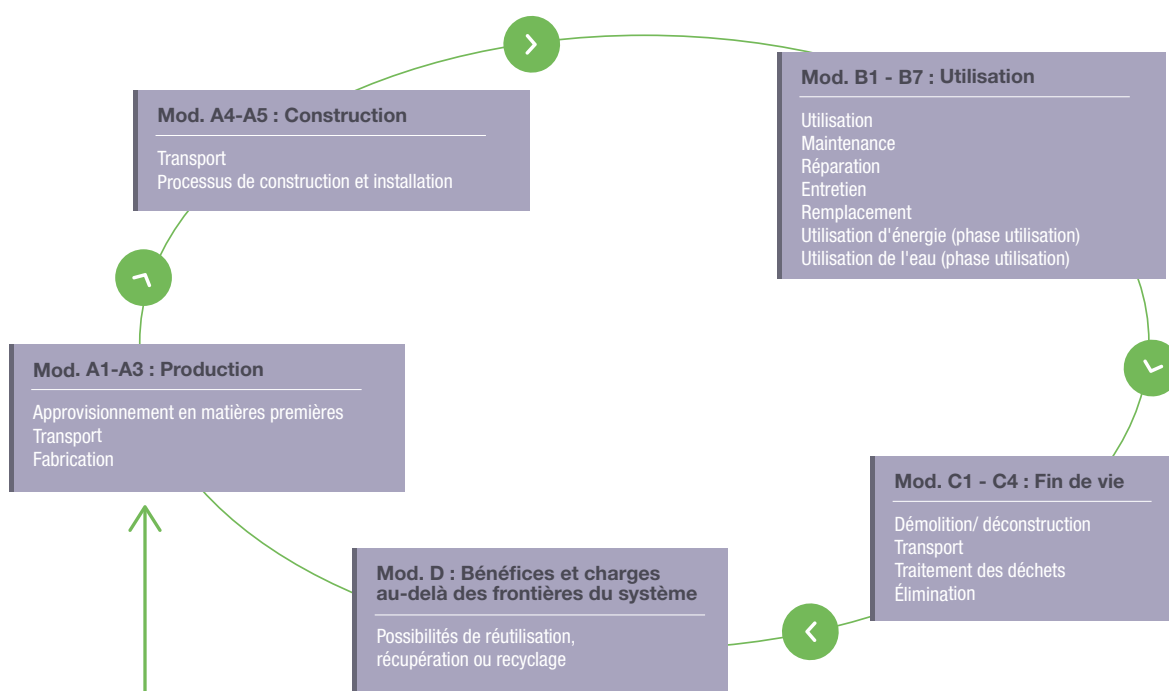 Mod. A4-A5 : Construction
Transport
Processus de construction et installation
Mod. B1 - B7 : Utilisation
Utilisation
Maintenance
Réparation
Entretien
Remplacement
Utilisation d'énergie (phase utilisation)
Utilisation de l'eau (phase utilisation)
Mod. A1-A3 : Production
Approvisionnement en matières premières
Transport
Fabrication
Mod. C1 - C4 : Fin de vie
Démolition/ déconstruction
Transport
Traitement des déchets
Élimination
Mod. D : Bénéfices et charges
au-delà des frontières du système
Possibilités de réutilisation,
récupération ou recyclage